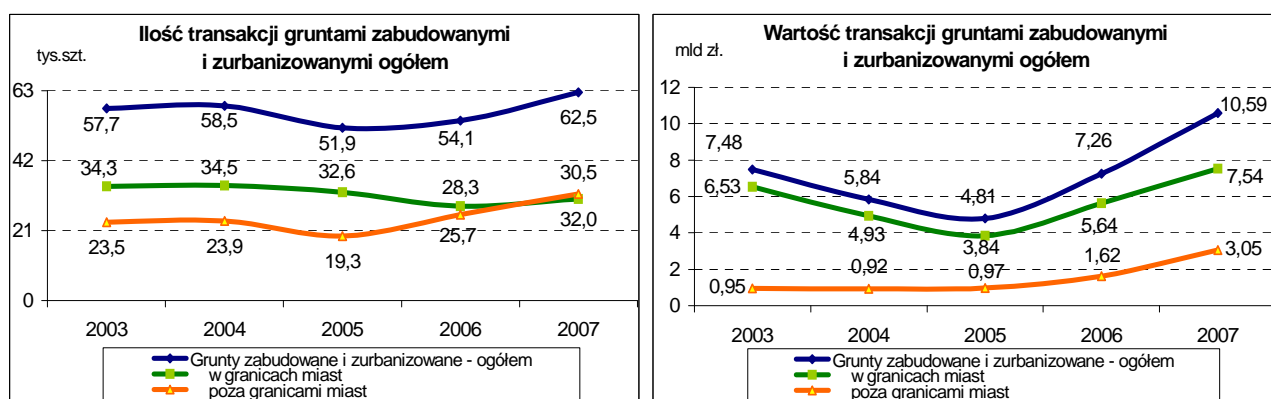 Ilość transakcji gruntami zabudowanymi
i zurbanizowanymi ogółem
tys.szt.
63
42
21
0
57,7
58,5
51,9
54,1
62,5
34,3
34,5
32,6
28,3
30,5
23,5
23,9
19,3
25,7
32,0
2003 2004 2005 2006 2007
Grunty zabudowane i zurbanizowane - ogółem
w granicach miast
poza granicami miast
Wartość transakcji gruntami zabudowanymi
i zurbanizowanymi ogółem
mld zł.
12
10
8
6
4
2
0
7,48
5,84
4,81
7,26
10,59
6,53
4,93
3,84
5,64
7,54
0,95
0,92
0,97
1,62
3,05
2003 2004 2005 2006 2007
Grunty zabudowane i zurbanizowane - ogółem
w granicach miast
poza granicami miast